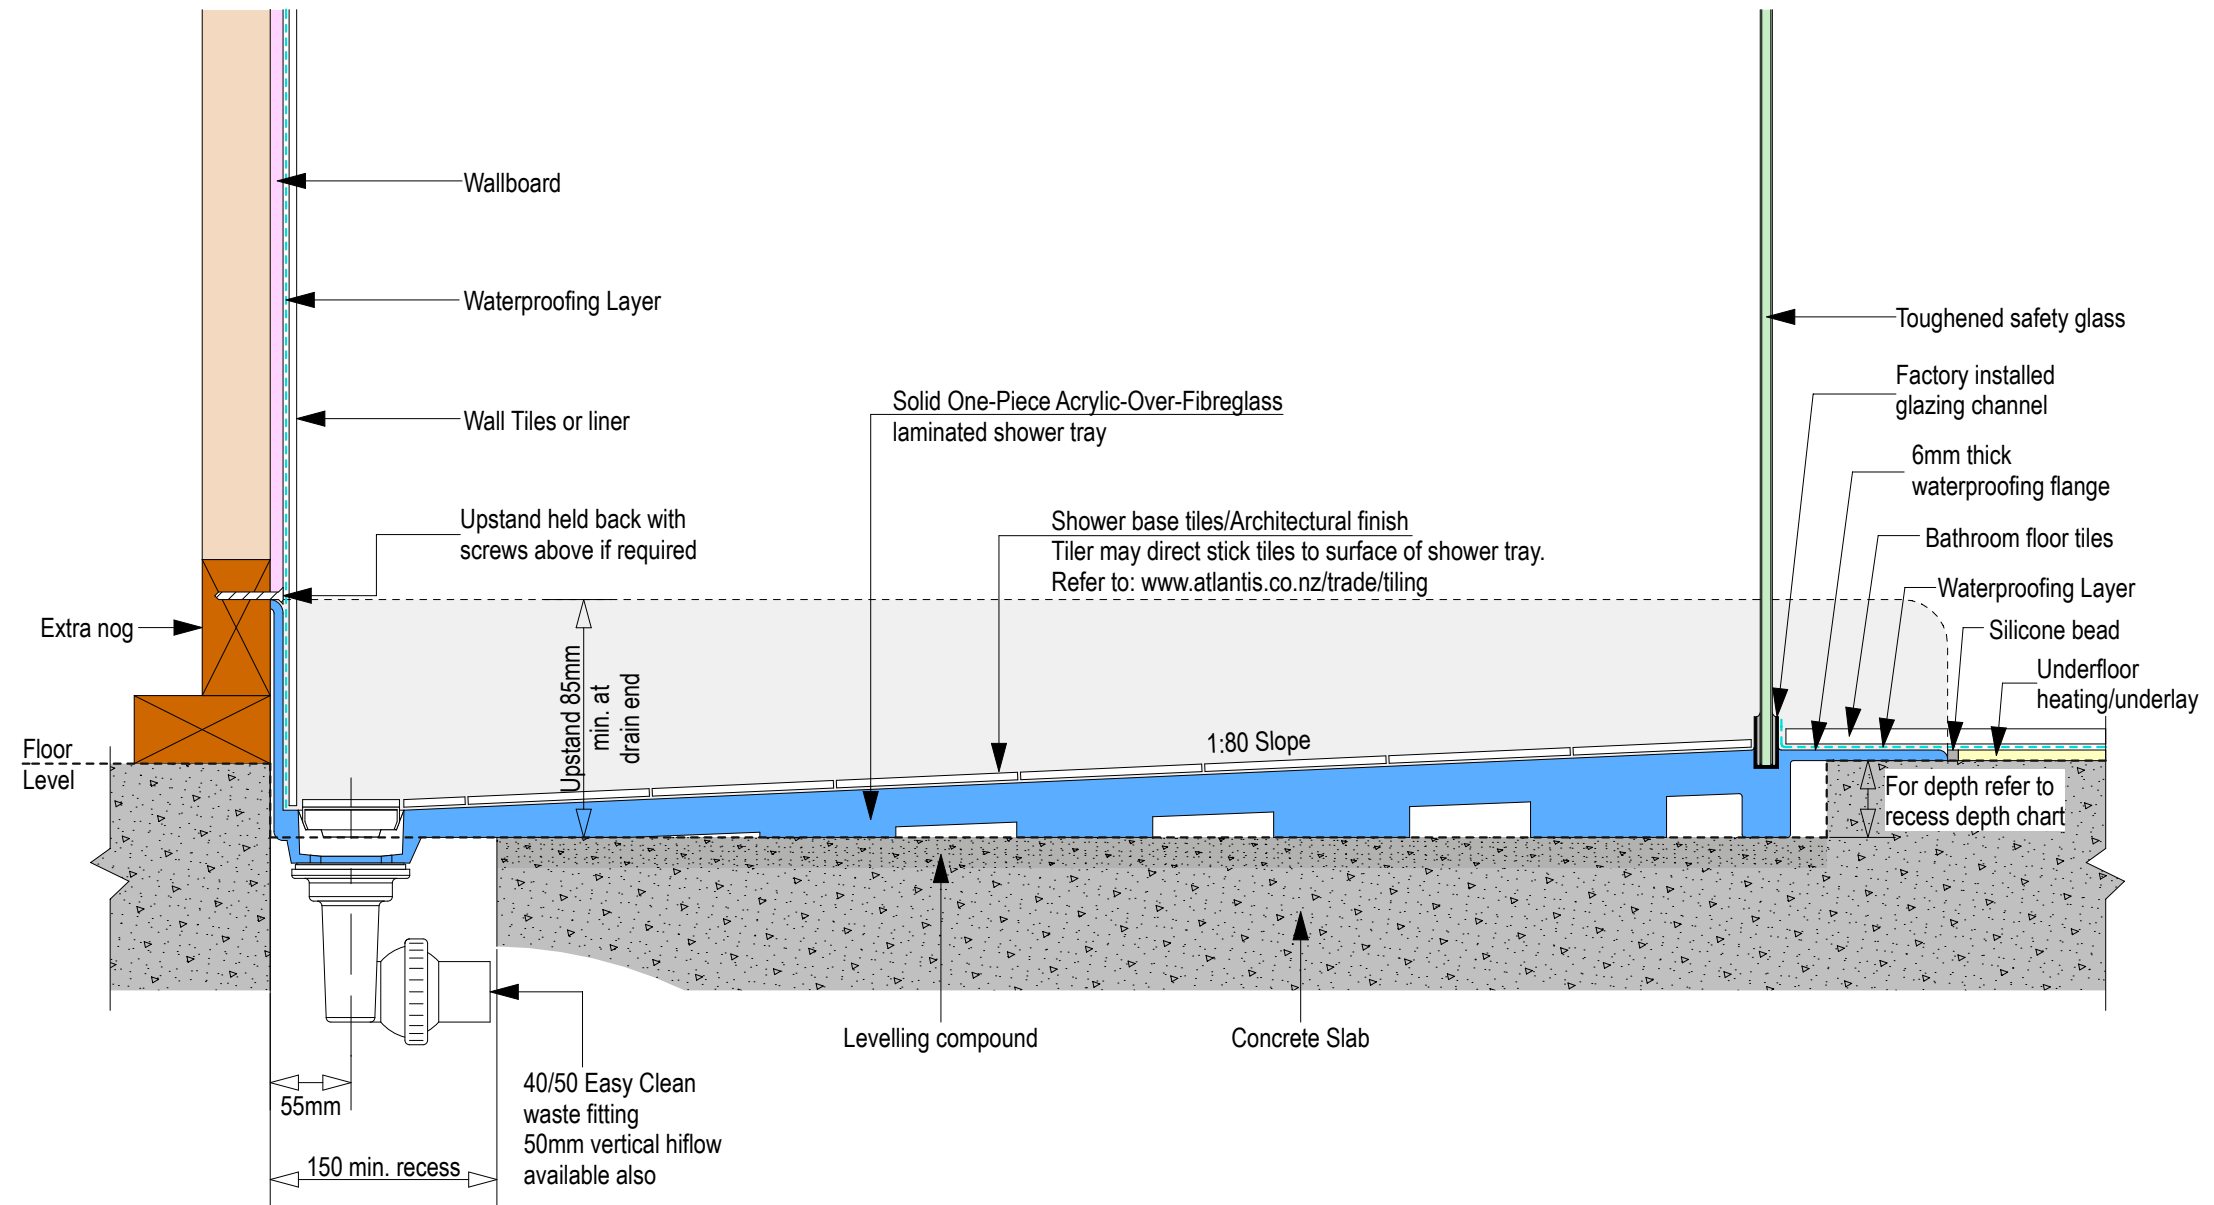 Wallboard
Waterproofing Layer
Wall Tiles or liner
Upstand held back with
screws above if required
Extra nog
Floor
Level
Upstand 85mm
min. at
drain end
Solid One-Piece Acrylic-Over-Fibreglass
laminated shower tray
Shower base tiles/Architectural finish
Tiler may direct stick tiles to surface of shower tray.
Refer to: www.atlantis.co.nz/trade/tiling
1:80 Slope
Toughened safety glass
Factory installed
glazing channel
6mm thick
waterproofing flange
Bathroom floor tiles
Waterproofing Layer
Silicone bead
Underfloor
heating/underlay
For depth refer to
recess depth chart
Levelling compound
Concrete Slab
40/50 Easy Clean
waste fitting
50mm vertical hiflow
available also
55mm
150 min. recess